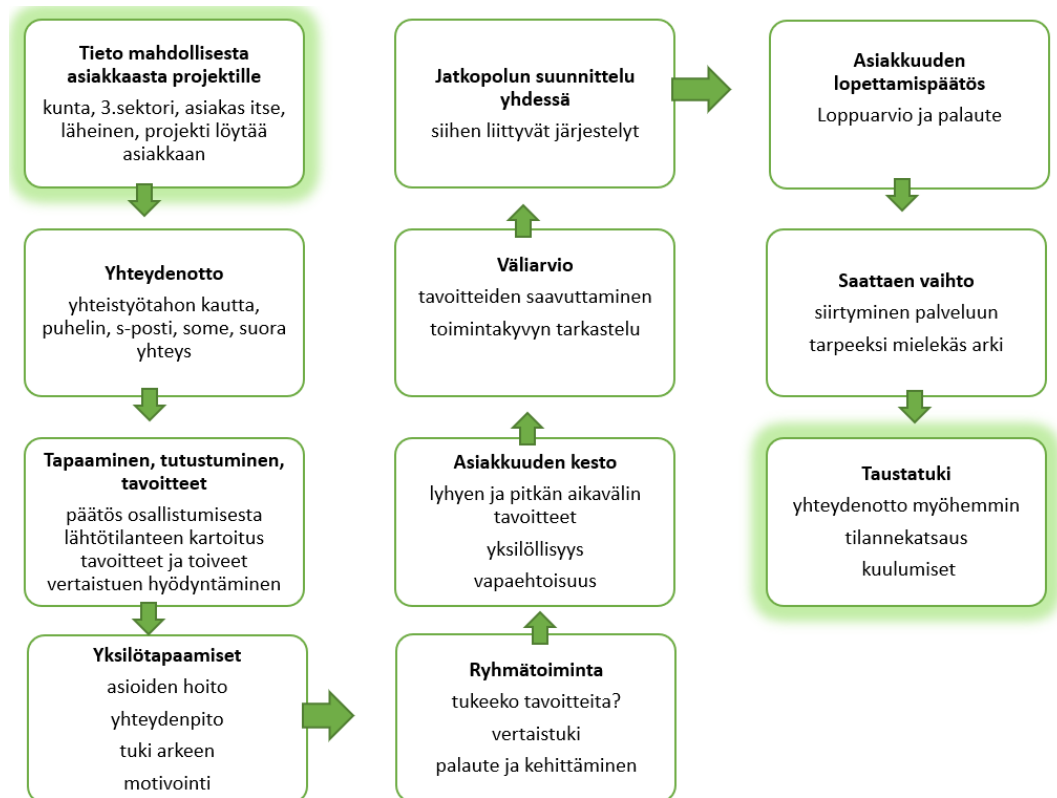 Tieto mahdollisesta
asiakkaasta projektille
kunta, 3.sektori, asiakas itse,
läheinen, projekti löytää
asiakkaan
Yhteydenotto
yhteistyötahon kautta,
puhelin, s-posti, some, suora
yhteys
Tapaaminen, tutustuminen,
tavoitteet
päätös osallistumisesta
lähtötilanteen kartoitus
tavoitteet ja toiveet
vertaistuen hyödyntäminen
Yksilötapaamiset
asioiden hoito
yhteydenpito
tuki arkeen
motivointi
Ryhmätoiminta
tukeeko tavoitteita?
vertaistuki
palaute ja kehittäminen
Asiakkuuden kesto
lyhyen ja pitkän aikavälin
tavoitteet
yksilöllisyys
vapaehtoisuus
Väliarvio
tavoitteiden saavuttaminen
toimintakyvyn tarkastelu
Jatkopolun suunnittelu
yhdessä
siihen liittyvät järjestelyt
Asiakkuuden
lopettamispäätös
Loppuarvio ja palaute
Saattaen vaihto
siirtyminen palveluun
tarpeeksi mielekäs arki
Taustatuki
yhteydenotto myöhemmin
tilannekatsaus
kuulumiset